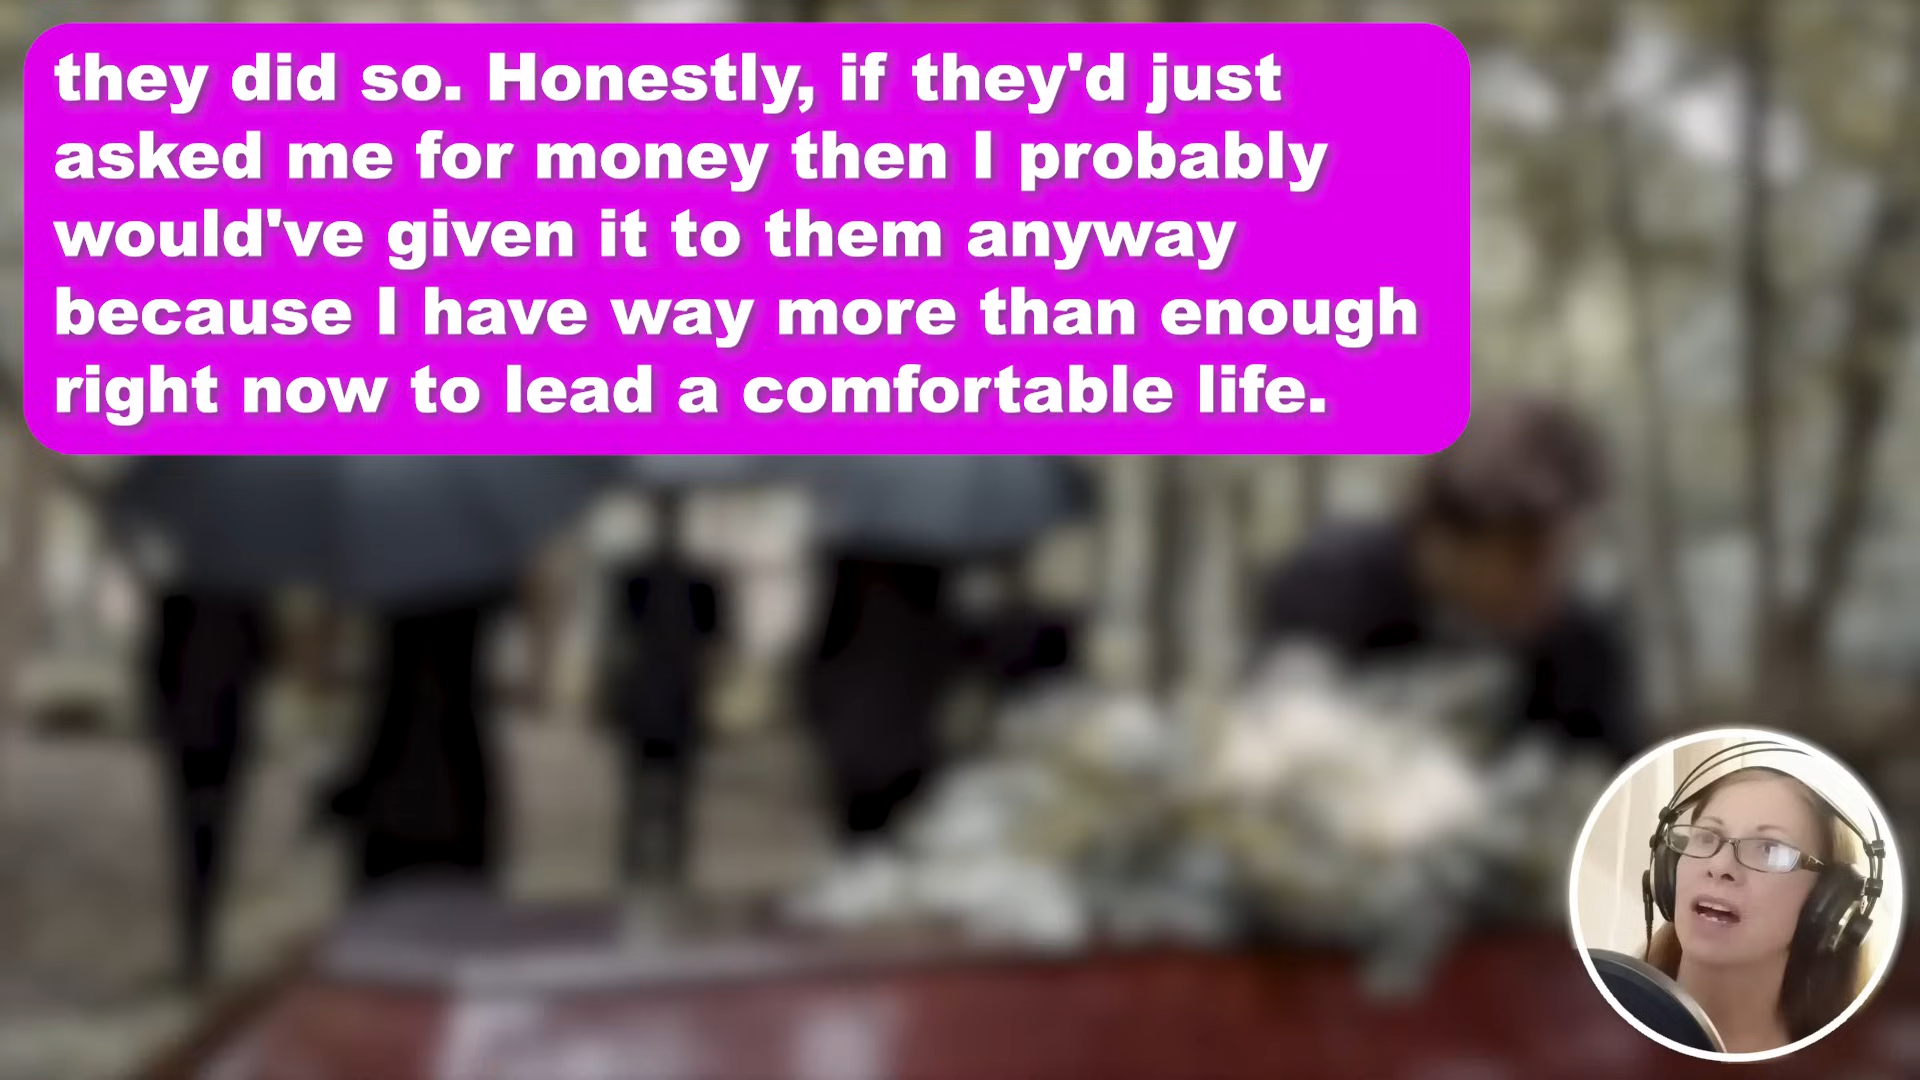 they did so. Honestly, if they'd just
asked me for money then I probably
would've given it to them anyway
because I have way more than enough
right now to lead a comfortable life.